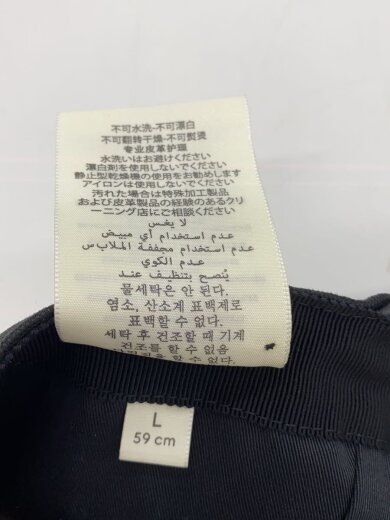 不可水洗-不可漂白
不可翻转干燥-不可熨烫
专业皮革护理
水洗いはお避けください
漂白剤を使用しないでください
静止型乾燥機の使用をお勧めします
アイロンは使用しないでください
汚れた場合は特殊加工製品
および皮革製品の経験のあるクリ
ーニング店にご相談ください
لا يغس
عدم استخدام أي مبيض
عدم استخدام مجففة الملابس
عدم الكوي
يُنصح بتنظيف عند
물세탁은 안 된다.
염소, 산소계 표백제로
표백할 수 없다.
세탁 후 건조할 때 기계
건조를 할 수 없음
L
59 cm